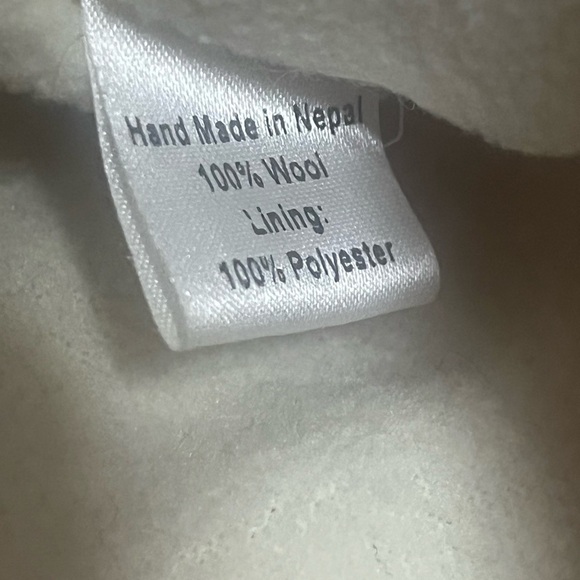 Hand Made in Nepal
100% Wool
Lining:
100% Polyester